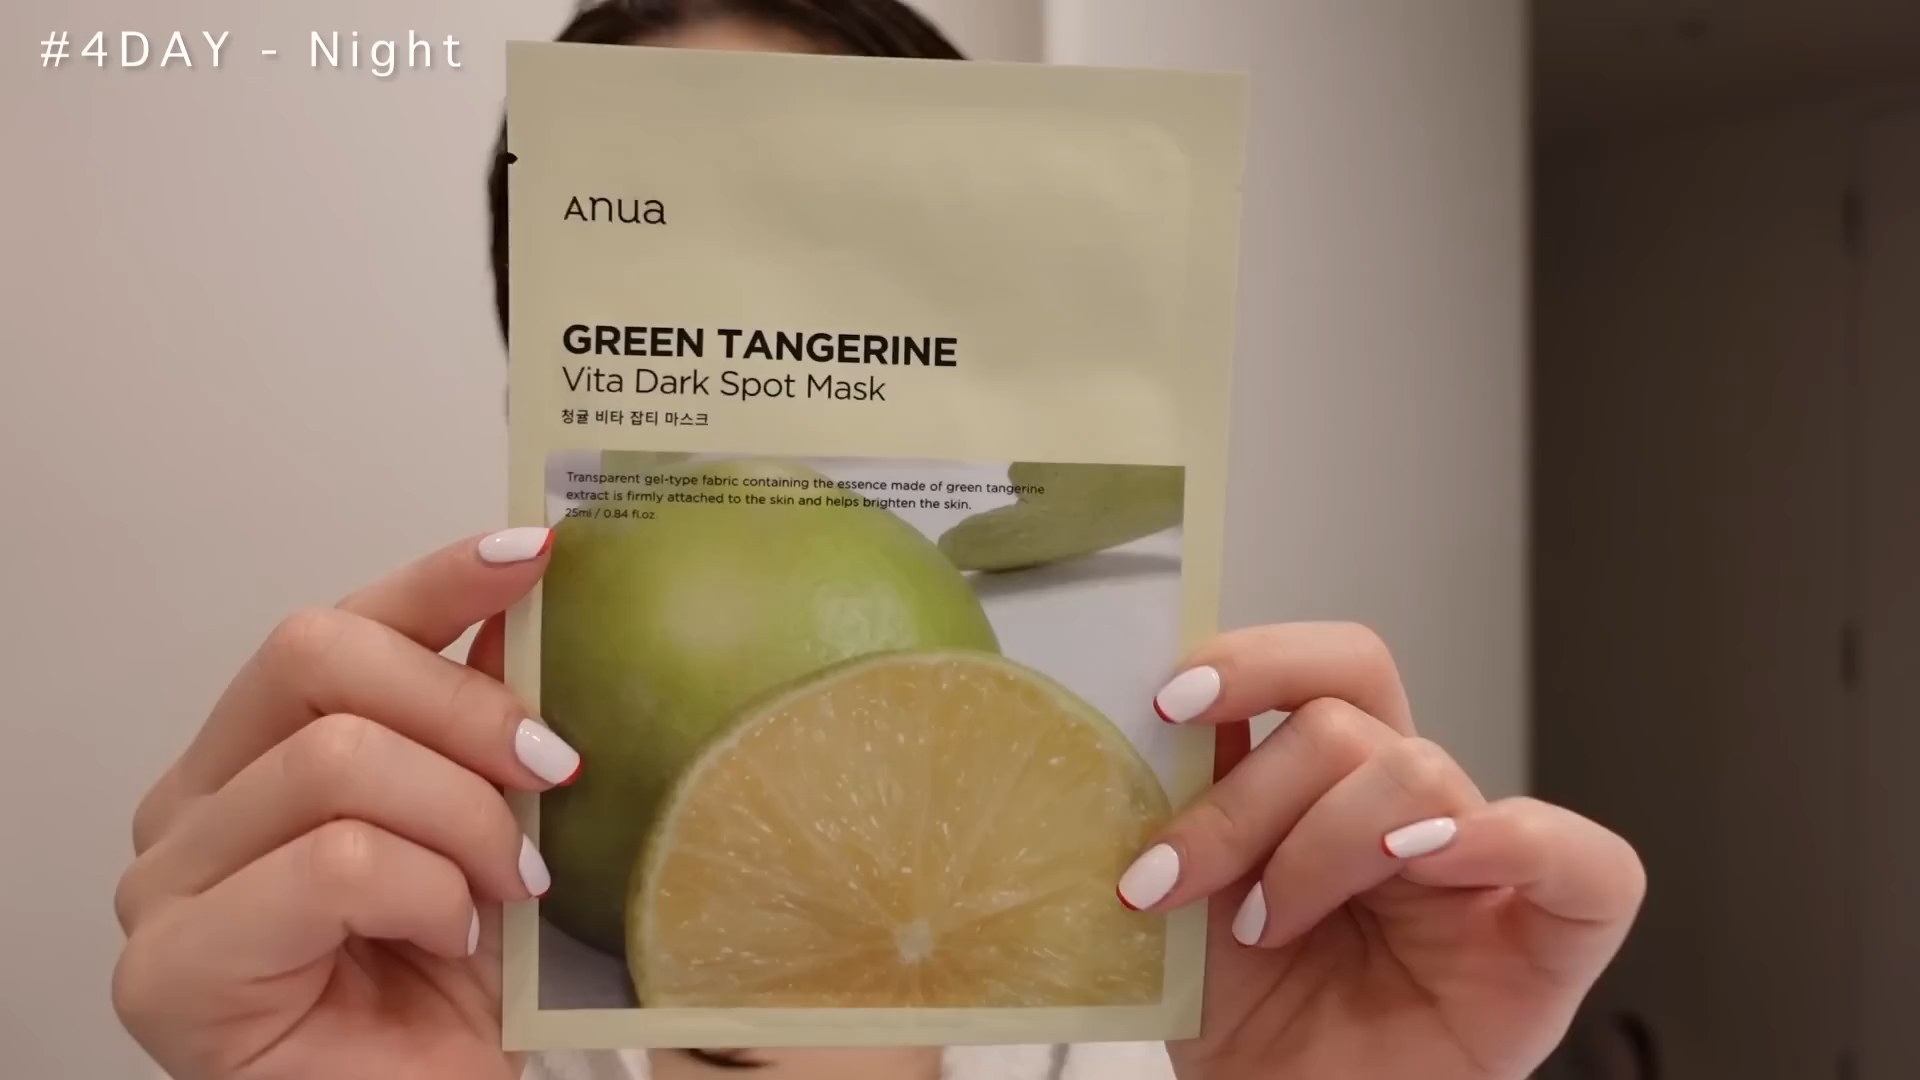 #4DAY - Night
Anua
GREEN TANGERINE
Vita Dark Spot Mask
청귤 비타 잡티 마스크
Transparent gel-type fabric containing the essence made of green tangerine
extract is firmly attached to the skin and helps brighten the skin.
25ml / 0.84 fl.oz